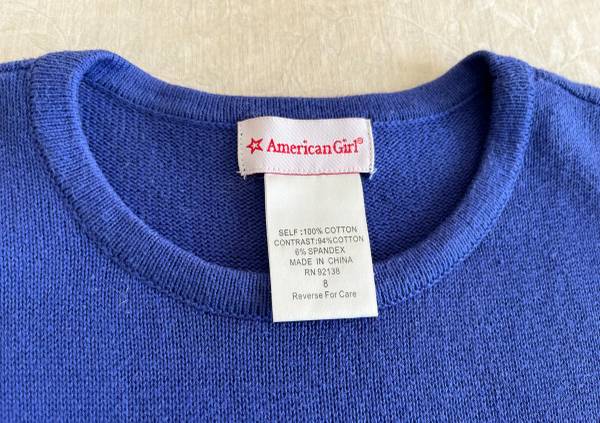 American Girl®
SELF :100% COTTON
CONTRAST:94%COTTON
6% SPANDEX
MADE IN CHINA
RN 92138
8
Reverse For Care